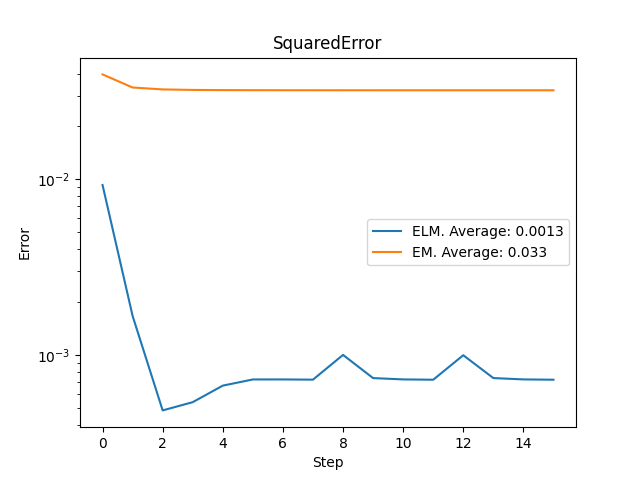 SquaredError
10⁻²
10⁻³
Error
ELM. Average: 0.0013
EM. Average: 0.033
0 2 4 6 8 10 12 14
Step